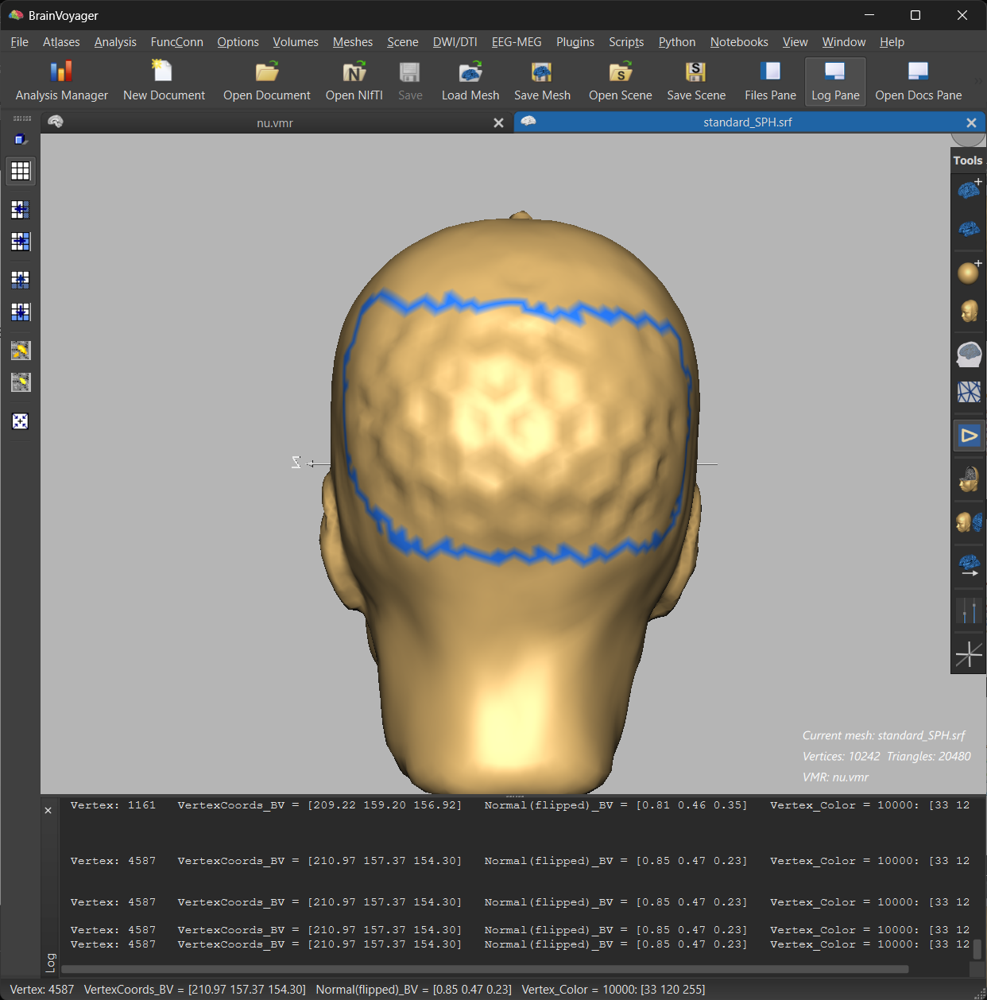 BrainVoyager
File Atlases Analysis FuncConn Options Volumes Meshes Scene DWI/DTI EEG-MEG Plugins Scripts Python Notebooks View Window Help
Analysis Manager New Document Open Document Open NIfTI Save Load Mesh Save Mesh Open Scene Save Scene Files Pane Log Pane Open Docs Pane
nu.vmr standard_SPH.srf
Tools
Z
Current mesh: standard_SPH.srf
Vertices: 10242 Triangles: 20480
VMR: nu.vmr
Vertex: 1161 VertexCoords_BV = [209.22 159.20 156.92] Normal(flipped)_BV = [0.81 0.46 0.35] Vertex_Color = 10000: [33 12
Vertex: 4587 VertexCoords_BV = [210.97 157.37 154.30] Normal(flipped)_BV = [0.85 0.47 0.23] Vertex_Color = 10000: [33 12
Vertex: 4587 VertexCoords_BV = [210.97 157.37 154.30] Normal(flipped)_BV = [0.85 0.47 0.23] Vertex_Color = 10000: [33 12
Vertex: 4587 VertexCoords_BV = [210.97 157.37 154.30] Normal(flipped)_BV = [0.85 0.47 0.23] Vertex_Color = 10000: [33 12
Vertex: 4587 VertexCoords_BV = [210.97 157.37 154.30] Normal(flipped)_BV = [0.85 0.47 0.23] Vertex_Color = 10000: [33 12
Log
Vertex: 4587 VertexCoords_BV = [210.97 157.37 154.30] Normal(flipped)_BV = [0.85 0.47 0.23] Vertex_Color = 10000: [33 120 255]